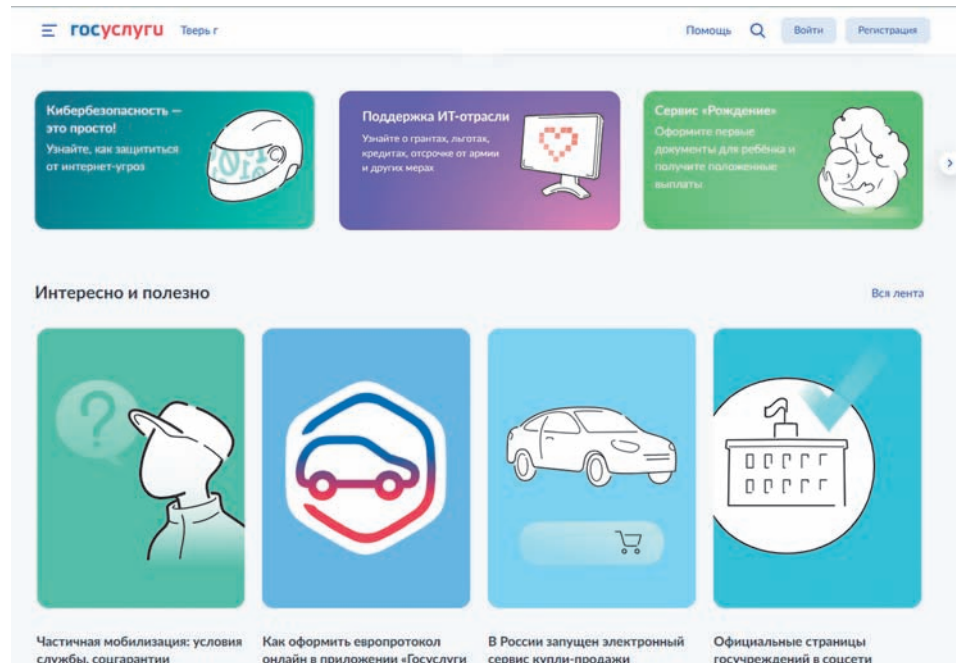 госуслуги Тверь г Помощь Войти Регистрация
Кибербезопасность —
это просто!
Узнайте, как защититься
от интернет-угроз
Поддержка ИТ-отрасли
Узнайте о грантах, льготах,
кредитах, отсрочке от армии
и других мерах
Сервис «Рождение»
Оформите первые
документы для ребёнка и
получите положенные
выплаты
Интересно и полезно Вся лента
Частичная мобилизация: условия
службы, соцгарантии
Как оформить европротокол
онлайн в приложении «Госуслуги
В России запущен электронный
сервис купли-продажи
Официальные страницы
госучреждений в соцсети